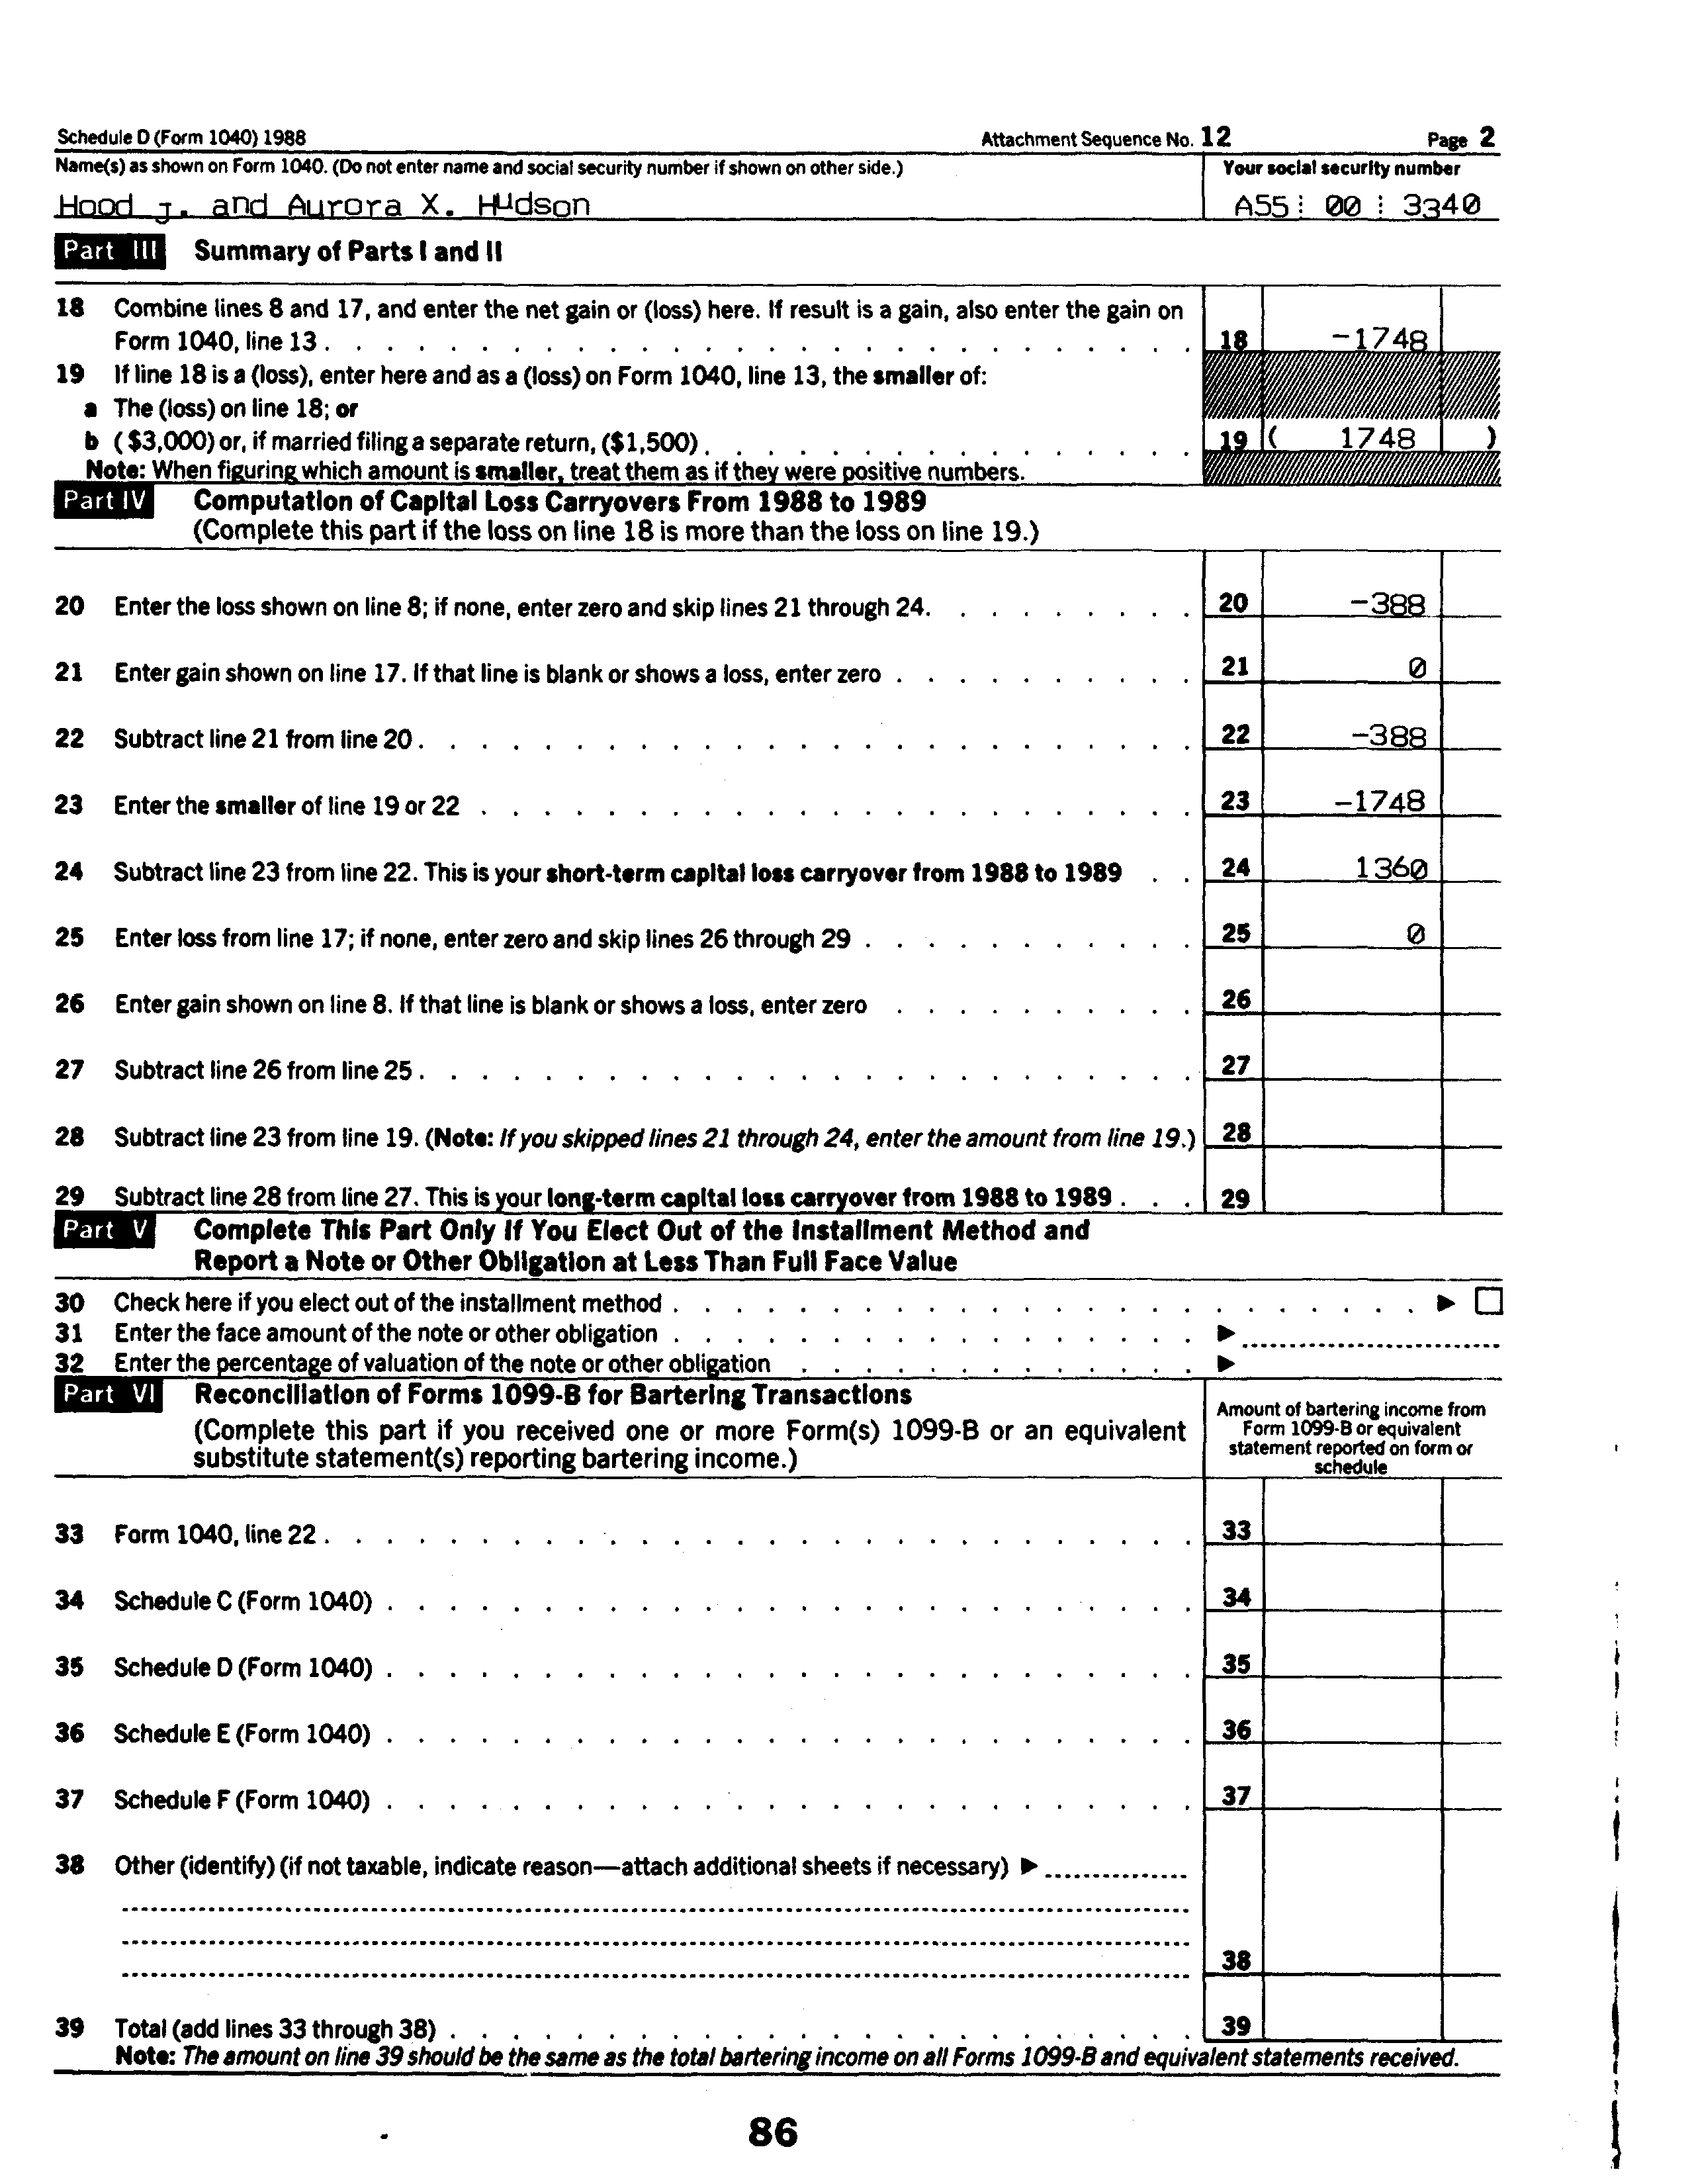 Schedule D (Form 1040) 1988 Attachment Sequence No. 12 Page 2
Name(s) as shown on Form 1040. (Do not enter name and social security number if shown on other side.) Your social security number
Hood J. and Aurora X. Hudson A55 00 3340
Part III Summary of Parts I and II
18 Combine lines 8 and 17, and enter the net gain or (loss) here. If result is a gain, also enter the gain on
Form 1040, line 13 . . . . . . . . . . . . . . . . . . . . . . . . . . . . 18 -1748
19 If line 18 is a (loss), enter here and as a (loss) on Form 1040, line 13, the smaller of:
a The (loss) on line 18; or
b ($3,000) or, if married filing a separate return, ($1,500) . . . . . . . . . . . . . . . . 19 ( 1748 )
Note: When figuring which amount is smaller, treat them as if they were positive numbers.
Part IV Computation of Capital Loss Carryovers From 1988 to 1989
(Complete this part if the loss on line 18 is more than the loss on line 19.)
20 Enter the loss shown on line 8; if none, enter zero and skip lines 21 through 24. . . . . . . . . 20 -388
21 Enter gain shown on line 17. If that line is blank or shows a loss, enter zero . . . . . . . . . . 21 0
22 Subtract line 21 from line 20 . . . . . . . . . . . . . . . . . . . . . . . . . 22 -388
23 Enter the smaller of line 19 or 22 . . . . . . . . . . . . . . . . . . . . . . . 23 -1748
24 Subtract line 23 from line 22. This is your short-term capital loss carryover from 1988 to 1989 . . 24 1360
25 Enter loss from line 17; if none, enter zero and skip lines 26 through 29 . . . . . . . . . . . 25 0
26 Enter gain shown on line 8. If that line is blank or shows a loss, enter zero . . . . . . . . . . 26
27 Subtract line 26 from line 25 . . . . . . . . . . . . . . . . . . . . . . . . . 27
28 Subtract line 23 from line 19. (Note: If you skipped lines 21 through 24, enter the amount from line 19.) 28
29 Subtract line 28 from line 27. This is your long-term capital loss carryover from 1988 to 1989 . . . 29
Part V Complete This Part Only If You Elect Out of the Installment Method and
Report a Note or Other Obligation at Less Than Full Face Value
30 Check here if you elect out of the installment method . . . . . . . . . . . . . . . . . . . . . . . . ► ☐
31 Enter the face amount of the note or other obligation . . . . . . . . . . . . . . . . . ►
32 Enter the percentage of valuation of the note or other obligation . . . . . . . . . . . . . ►
Part VI Reconciliation of Forms 1099-B for Bartering Transactions
(Complete this part if you received one or more Form(s) 1099-B or an equivalent
substitute statement(s) reporting bartering income.)
Amount of bartering income from
Form 1099-B or equivalent
statement reported on form or
schedule
33 Form 1040, line 22 . . . . . . . . . . . . . . . . . . . . . . . . . . . . 33
34 Schedule C (Form 1040) . . . . . . . . . . . . . . . . . . . . . . . . . . 34
35 Schedule D (Form 1040) . . . . . . . . . . . . . . . . . . . . . . . . . . 35
36 Schedule E (Form 1040) . . . . . . . . . . . . . . . . . . . . . . . . . . 36
37 Schedule F (Form 1040) . . . . . . . . . . . . . . . . . . . . . . . . . . 37
38 Other (identify) (if not taxable, indicate reason—attach additional sheets if necessary) ►
38
39 Total (add lines 33 through 38) . . . . . . . . . . . . . . . . . . . . . . . . 39
Note: The amount on line 39 should be the same as the total bartering income on all Forms 1099-B and equivalent statements received.
86